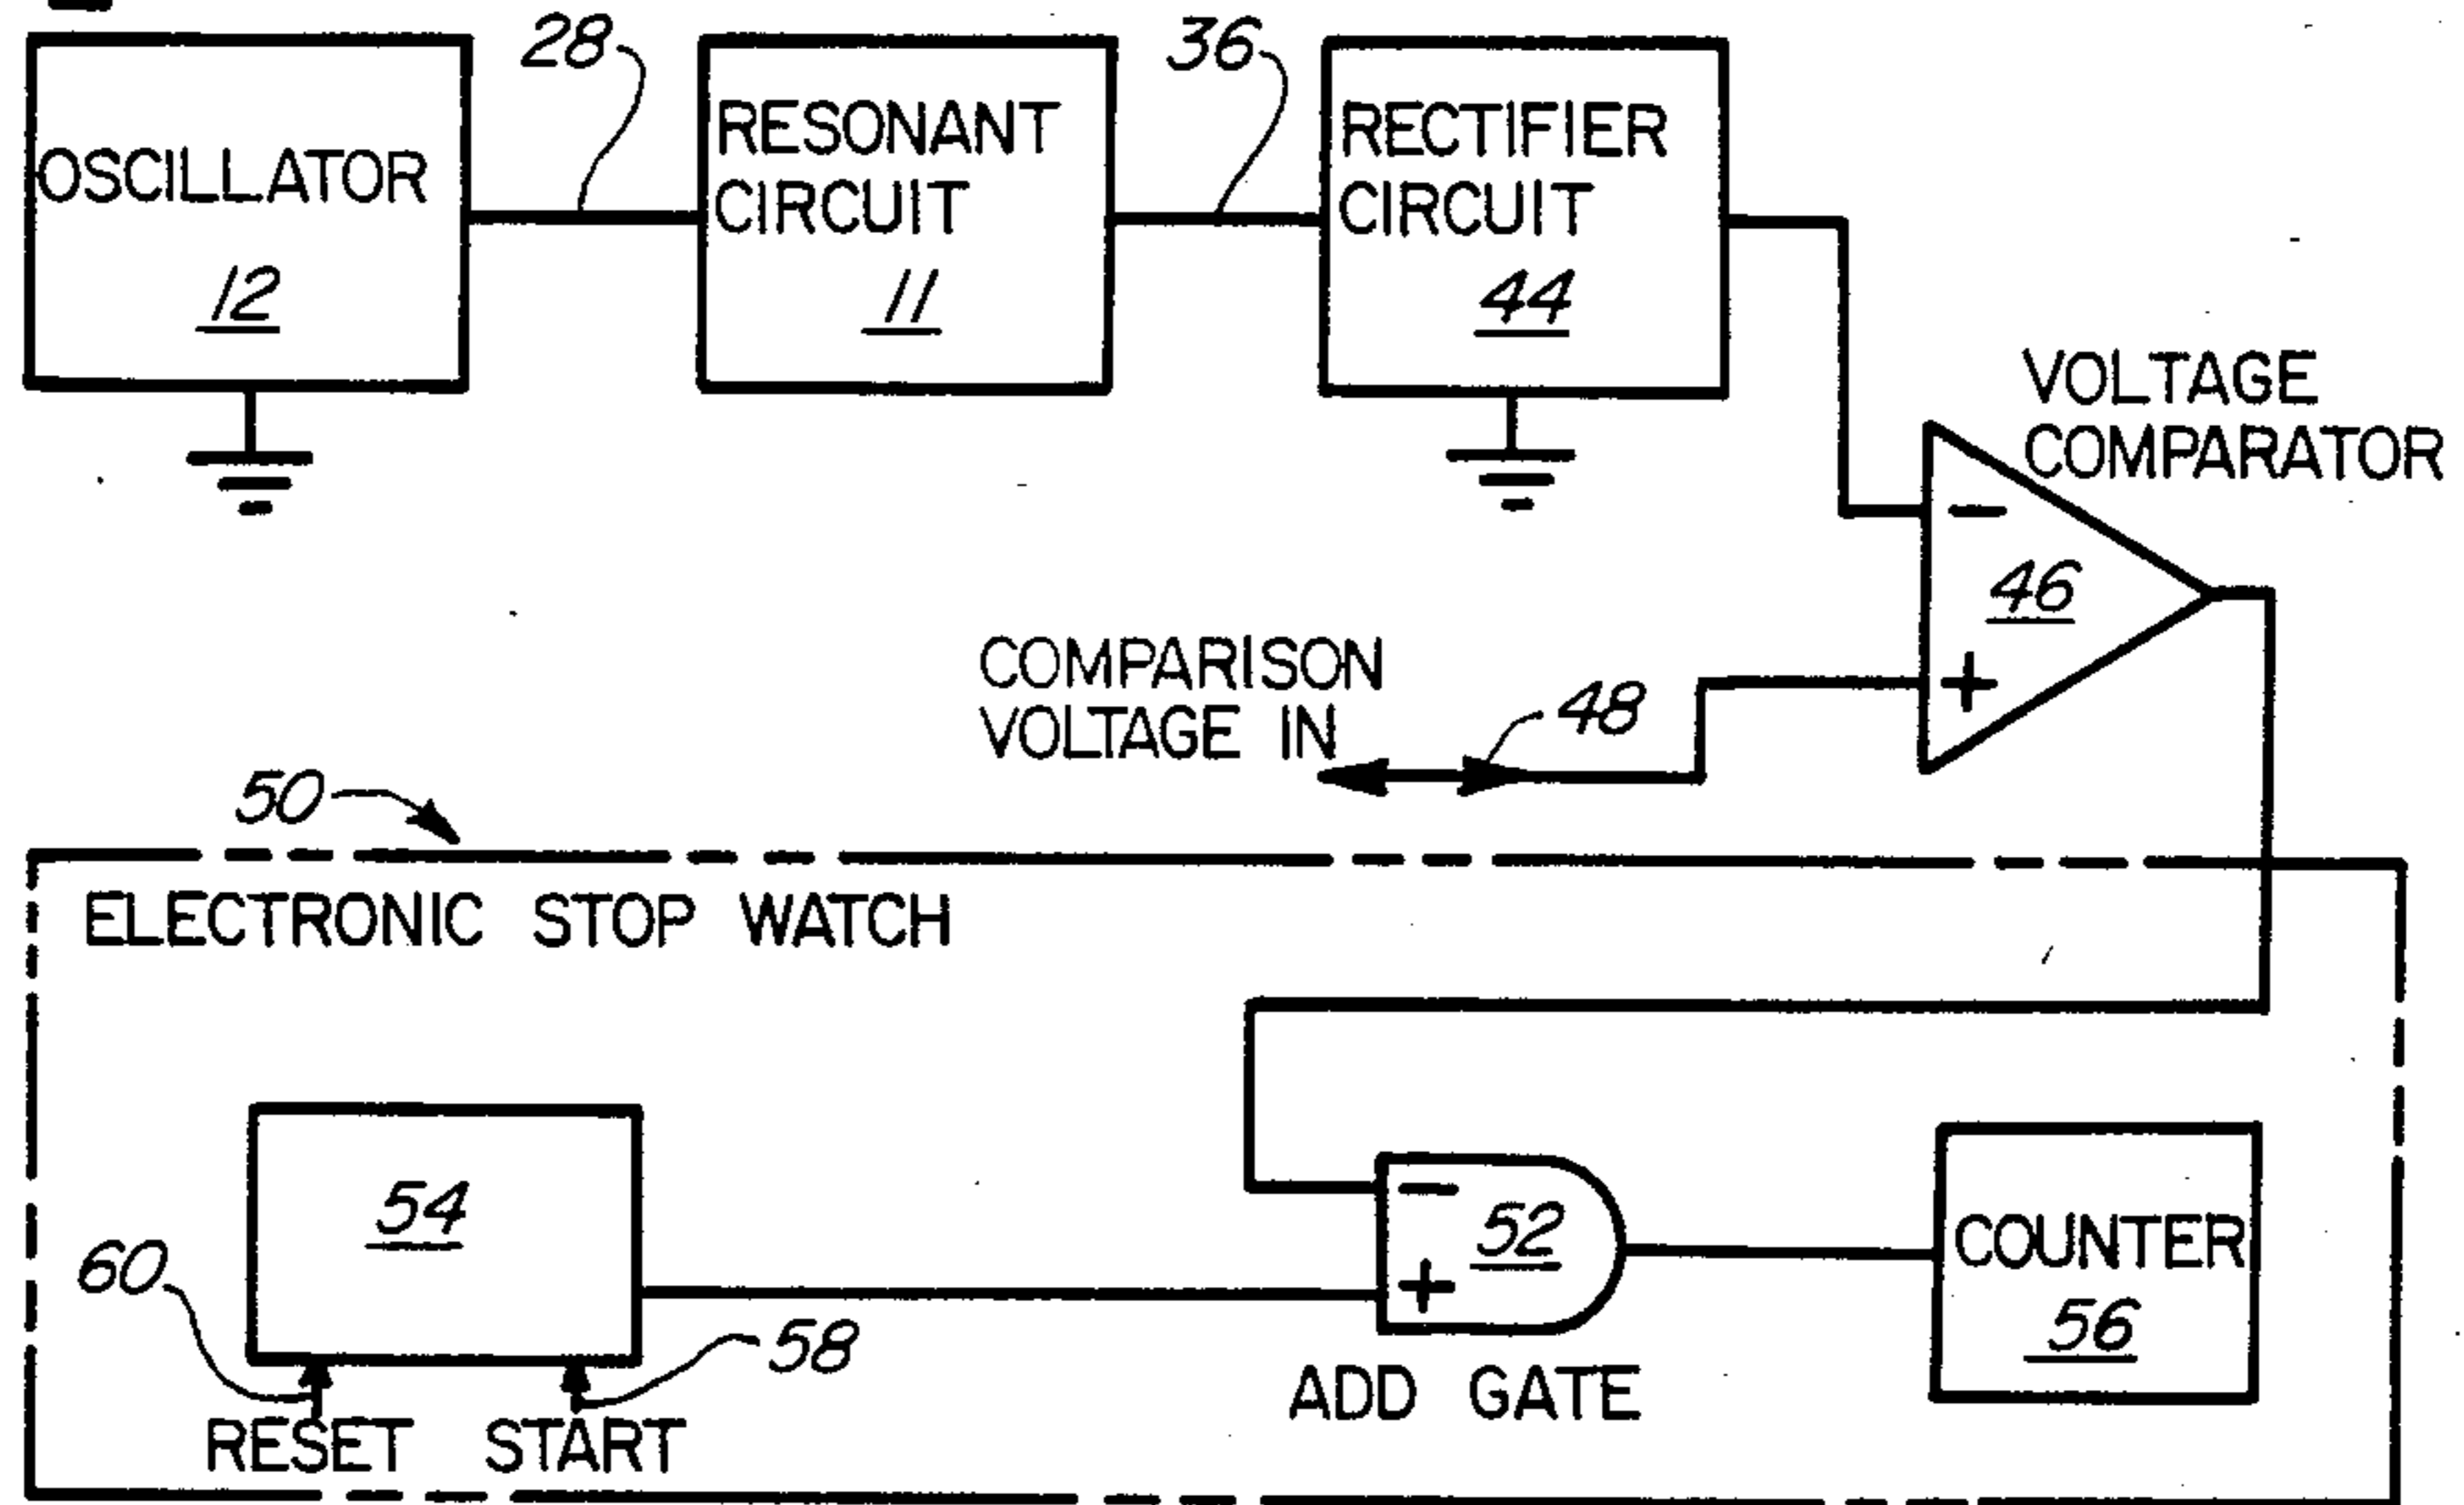 28
36
OSCILLATOR
12
RESONANT
CIRCUIT
11
RECTIFIER
CIRCUIT
44
VOLTAGE
COMPARATOR
−
46
+
COMPARISON
VOLTAGE IN
48
50
ELECTRONIC STOP WATCH
54
60
58
RESET START
−
52
+
ADD GATE
COUNTER
56